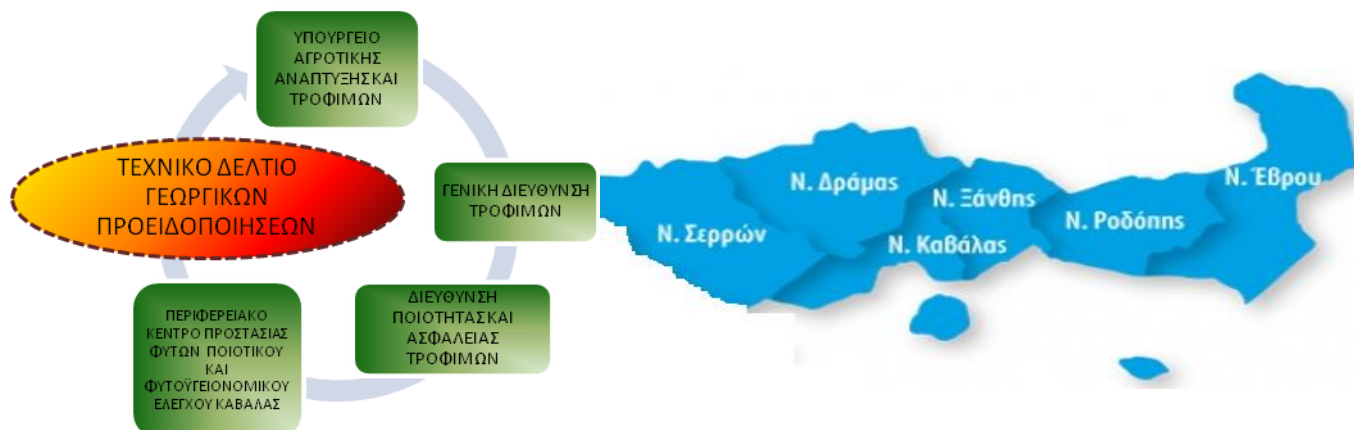 ΥΠΟΥΡΓΕΙΟ
ΑΓΡΟΤΙΚΗΣ
ΑΝΑΠΤΥΞΗΣ ΚΑΙ
ΤΡΟΦΙΜΩΝ
ΤΕΧΝΙΚΟ ΔΕΛΤΙΟ
ΓΕΩΡΓΙΚΩΝ
ΠΡΟΕΙΔΟΠΟΙΗΣΕΩΝ
ΓΕΝΙΚΗ ΔΙΕΥΘΥΝΣΗ
ΤΡΟΦΙΜΩΝ
ΔΙΕΥΘΥΝΣΗ
ΠΟΙΟΤΗΤΑΣ ΚΑΙ
ΑΣΦΑΛΕΙΑΣ
ΤΡΟΦΙΜΩΝ
ΠΕΡΙΦΕΡΕΙΑΚΟ
ΚΕΝΤΡΟ ΠΡΟΣΤΑΣΙΑΣ
ΦΥΤΩΝ ΠΟΙΟΤΙΚΟΥ
ΚΑΙ
ΦΥΤΟΫΓΕΙΟΝΟΜΙΚΟΥ
ΕΛΕΓΧΟΥ ΚΑΒΑΛΑΣ
Ν. Σερρών
Ν. Δράμας
Ν. Καβάλας
Ν. Ξάνθης
Ν. Ροδόπης
Ν. Έβρου